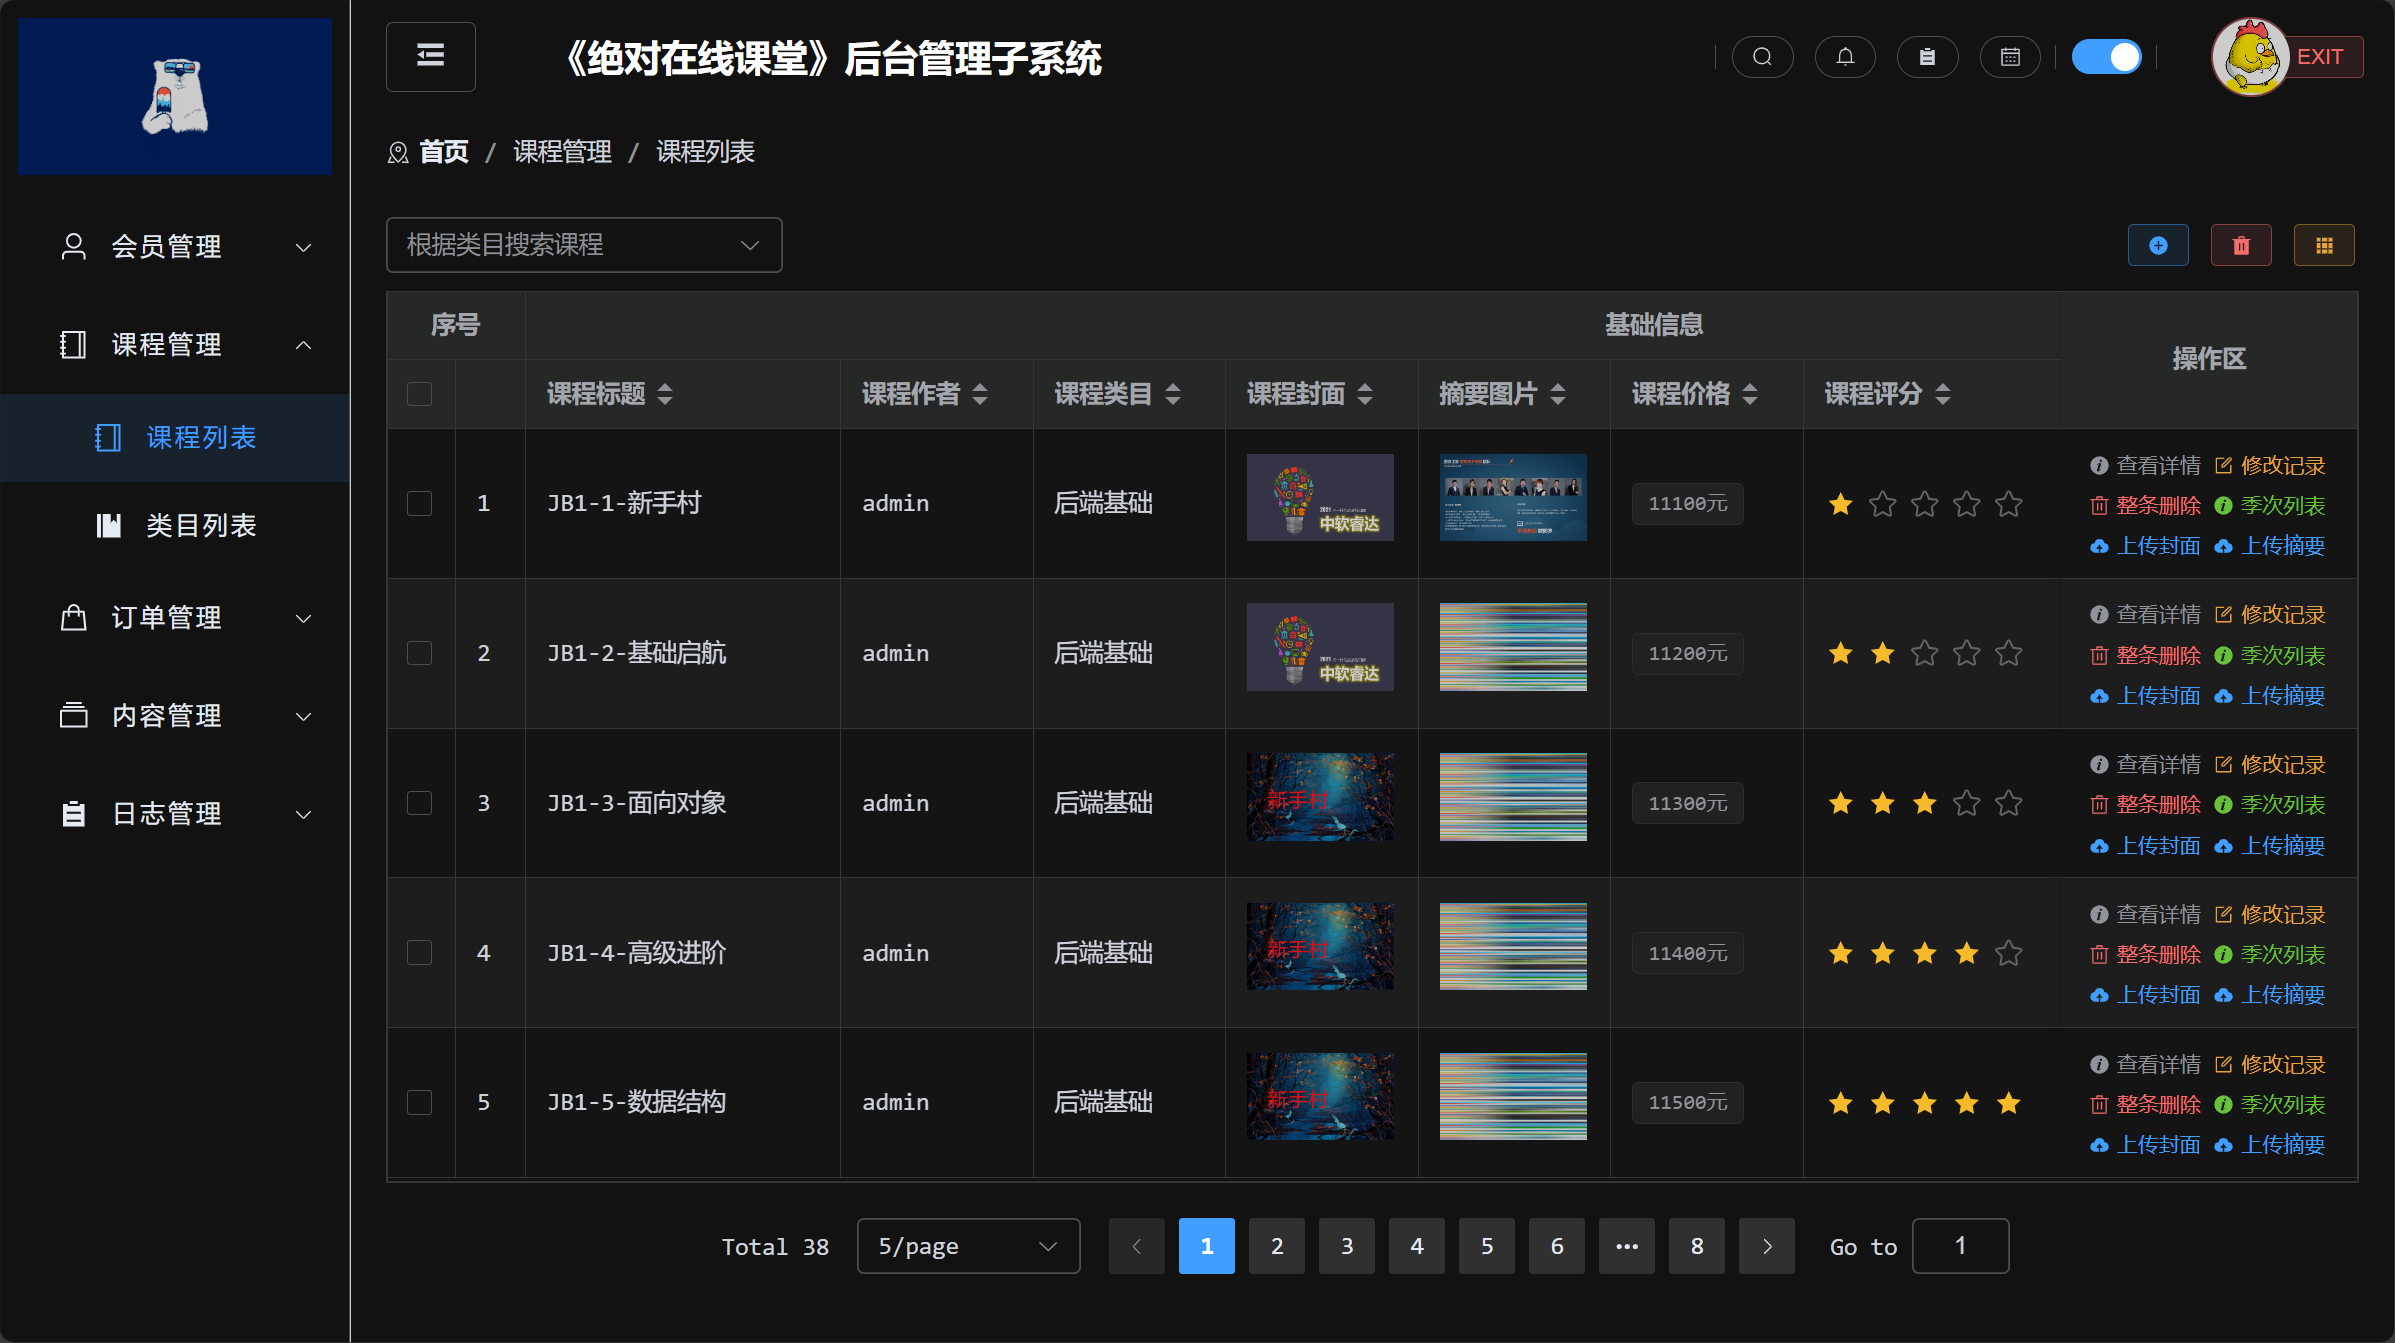 《绝对在线课堂》后台管理子系统
EXIT
首页 / 课程管理 / 课程列表
会员管理
课程管理
课程列表
类目列表
订单管理
内容管理
日志管理
根据类目搜索课程
序号 基础信息 操作区
课程标题 课程作者 课程类目 课程封面 摘要图片 课程价格 课程评分
1 JB1-1-新手村 admin 后端基础 中软睿达 11100元
查看详情 修改记录
整条删除 季次列表
上传封面 上传摘要
2 JB1-2-基础启航 admin 后端基础 中软睿达 11200元
查看详情 修改记录
整条删除 季次列表
上传封面 上传摘要
3 JB1-3-面向对象 admin 后端基础 新手村 11300元
查看详情 修改记录
整条删除 季次列表
上传封面 上传摘要
4 JB1-4-高级进阶 admin 后端基础 新手村 11400元
查看详情 修改记录
整条删除 季次列表
上传封面 上传摘要
5 JB1-5-数据结构 admin 后端基础 新手村 11500元
查看详情 修改记录
整条删除 季次列表
上传封面 上传摘要
Total 38 5/page 1 2 3 4 5 6 ••• 8 Go to 1